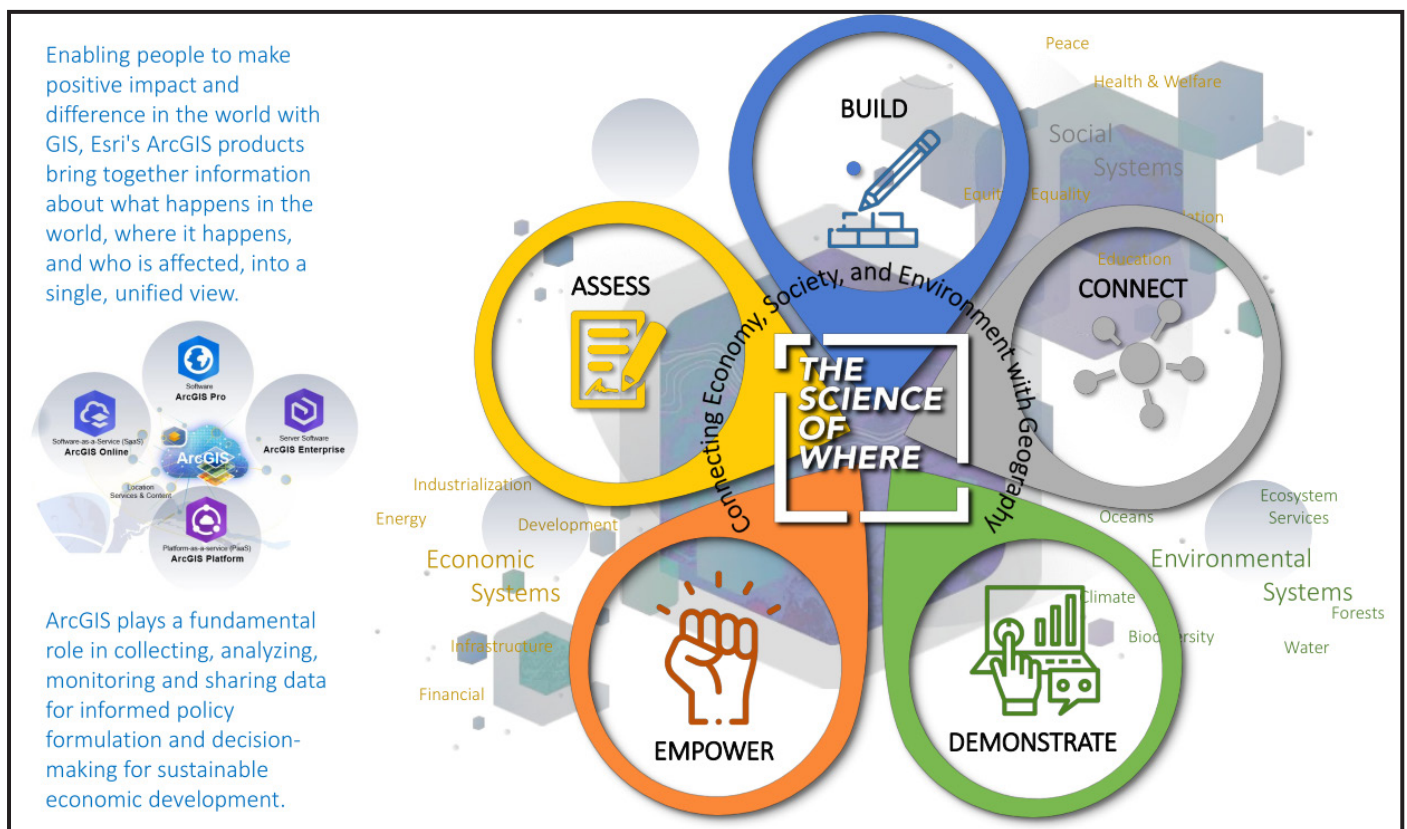 Enabling people to make
positive impact and
difference in the world with
GIS, Esri's ArcGIS products
bring together information
about what happens in the
world, where it happens,
and who is affected, into a
single, unified view.
Software
ArcGIS Pro
Software-as-a-Service (SaaS)
ArcGIS Online
Server Software
ArcGIS Enterprise
ArcGIS
Location
Services & Content
Platform-as-a-service (PaaS)
ArcGIS Platform
ArcGIS plays a fundamental
role in collecting, analyzing,
monitoring and sharing data
for informed policy
formulation and decision-
making for sustainable
economic development.
BUILD
ASSESS
CONNECT
EMPOWER
DEMONSTRATE
Connecting Economy, Society, and Environment with Geography
THE
SCIENCE
OF
WHERE
Peace
Health & Welfare
Social
Systems
Equality
Education
Industrialization
Energy
Development
Economic
Systems
Infrastructure
Financial
Ecosystem
Services
Oceans
Environmental
Systems
Climate
Forests
Biodiversity
Water